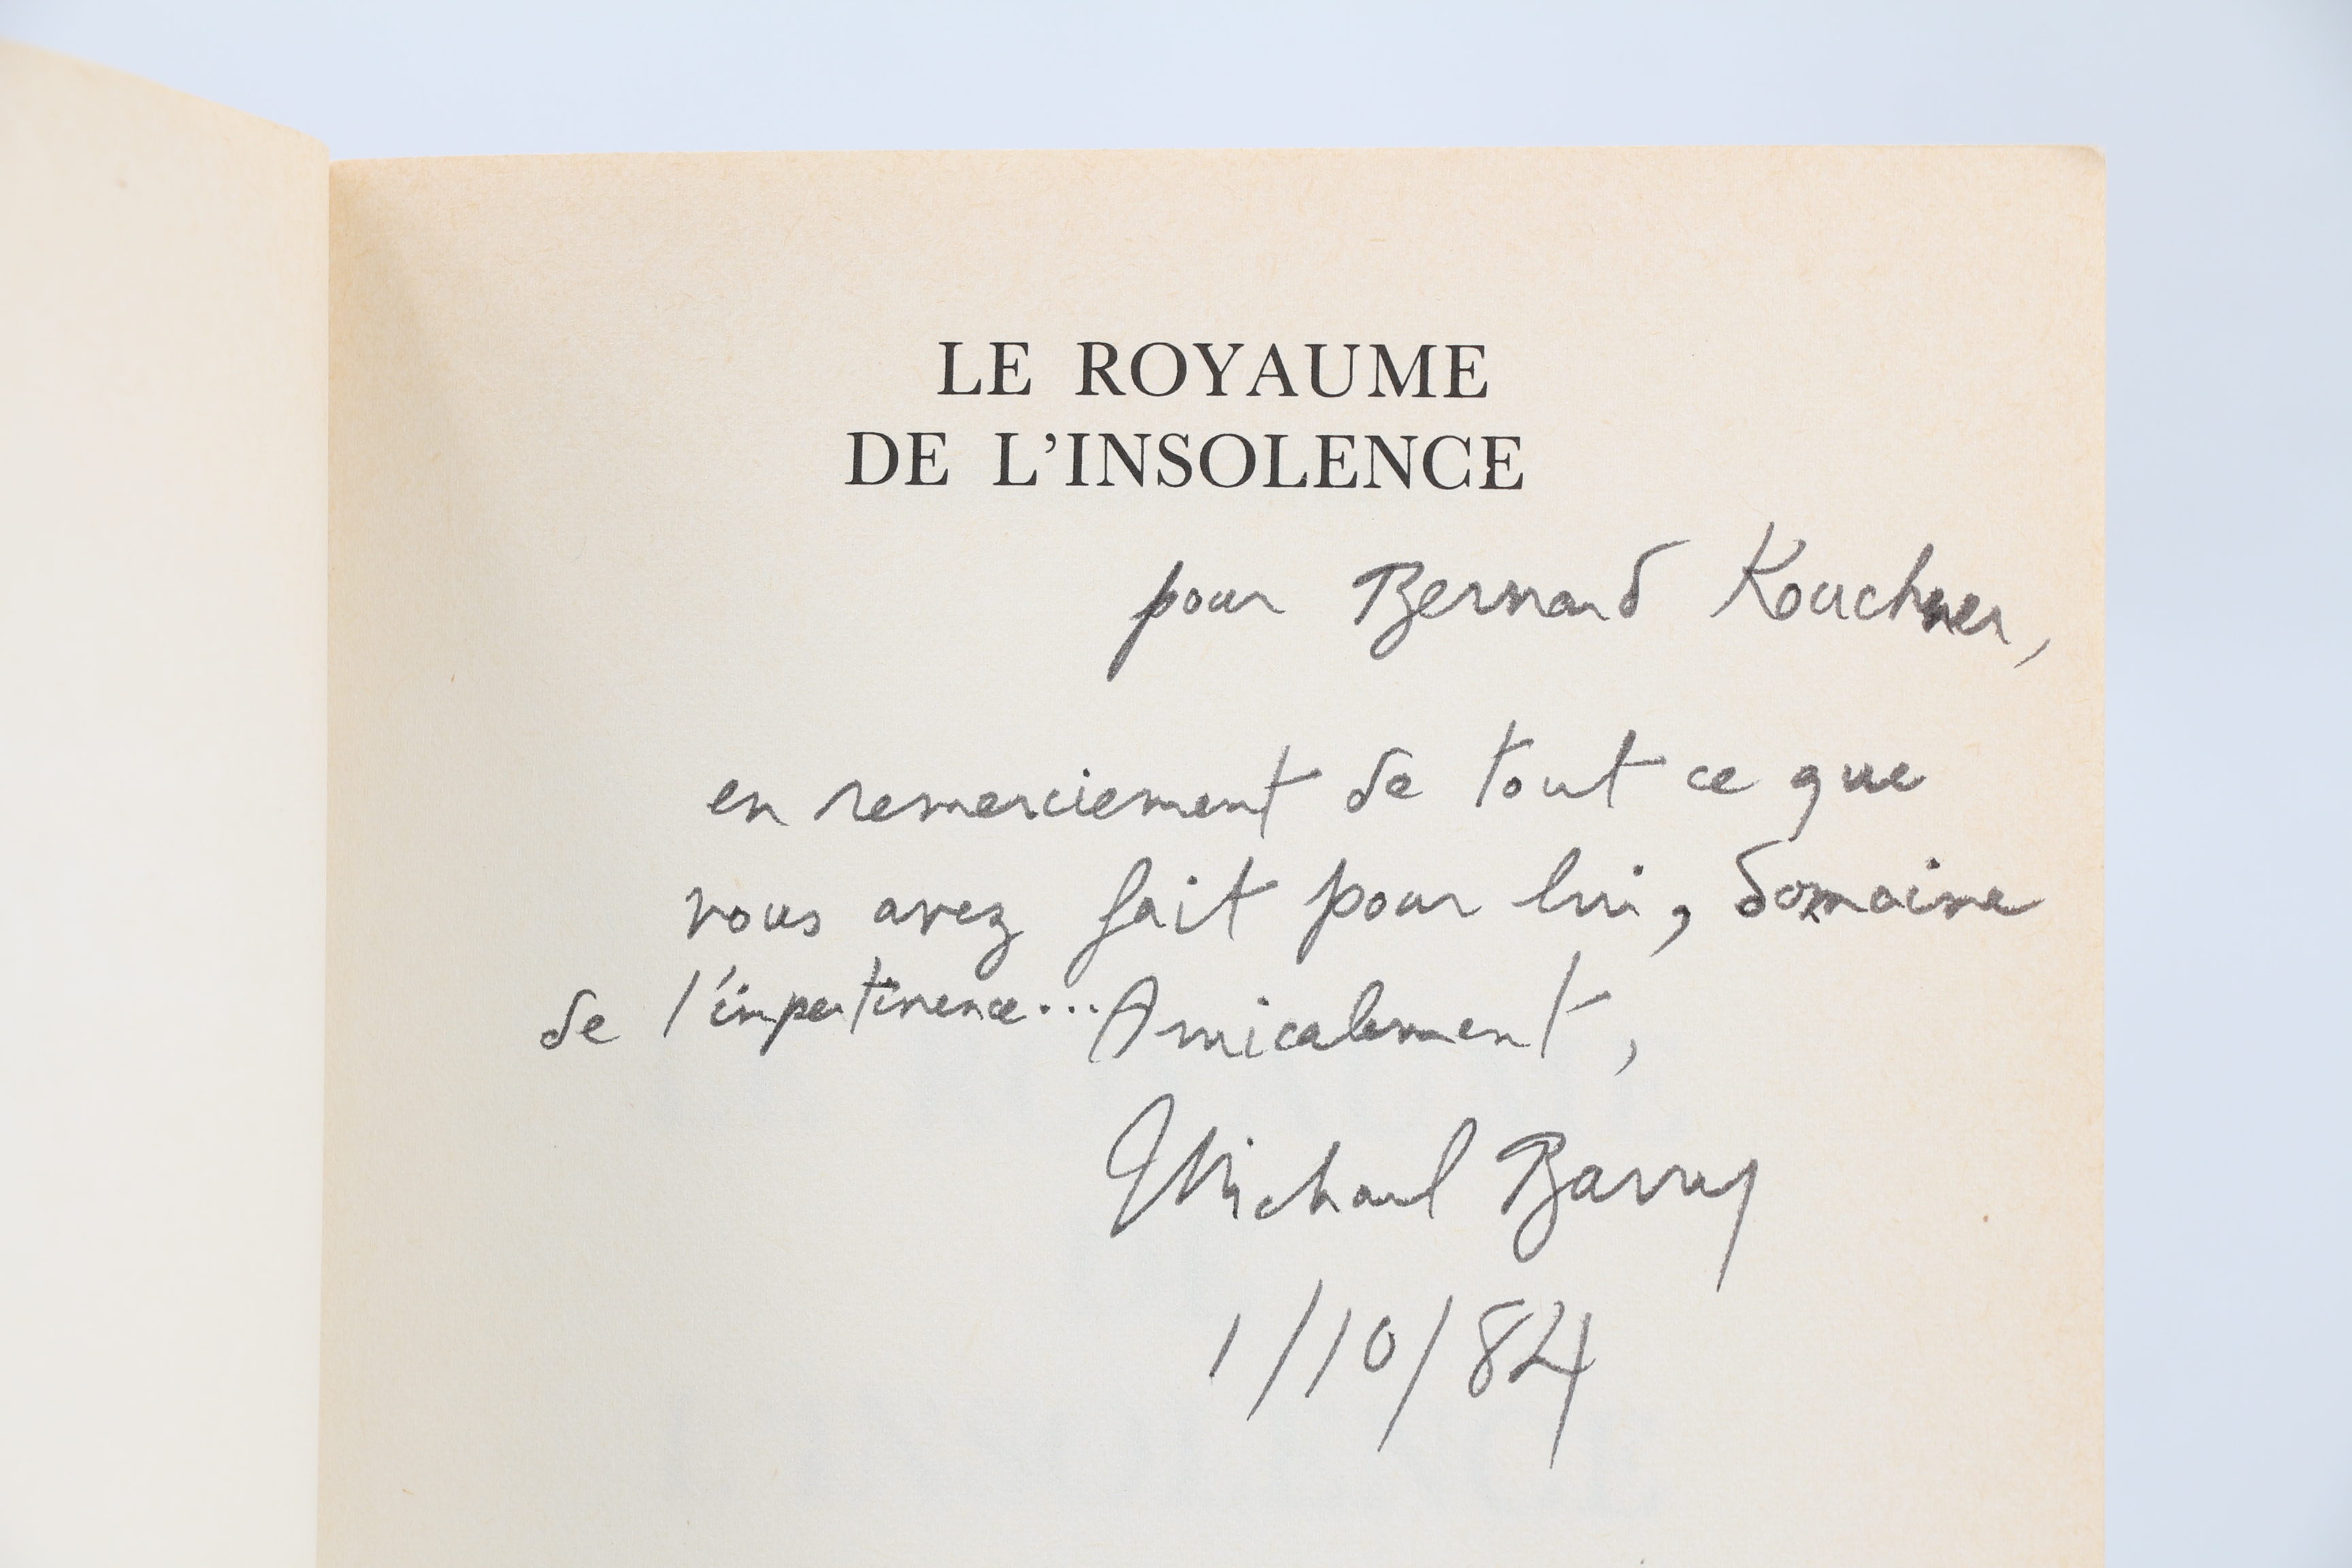 LE ROYAUME
DE L'INSOLENCE
pour Bernard Kouchner,
en remerciement de tout ce que
vous avez fait pour lui, domaine
de l'impertinence... Amicalement,
Michael Barry
1/10/84